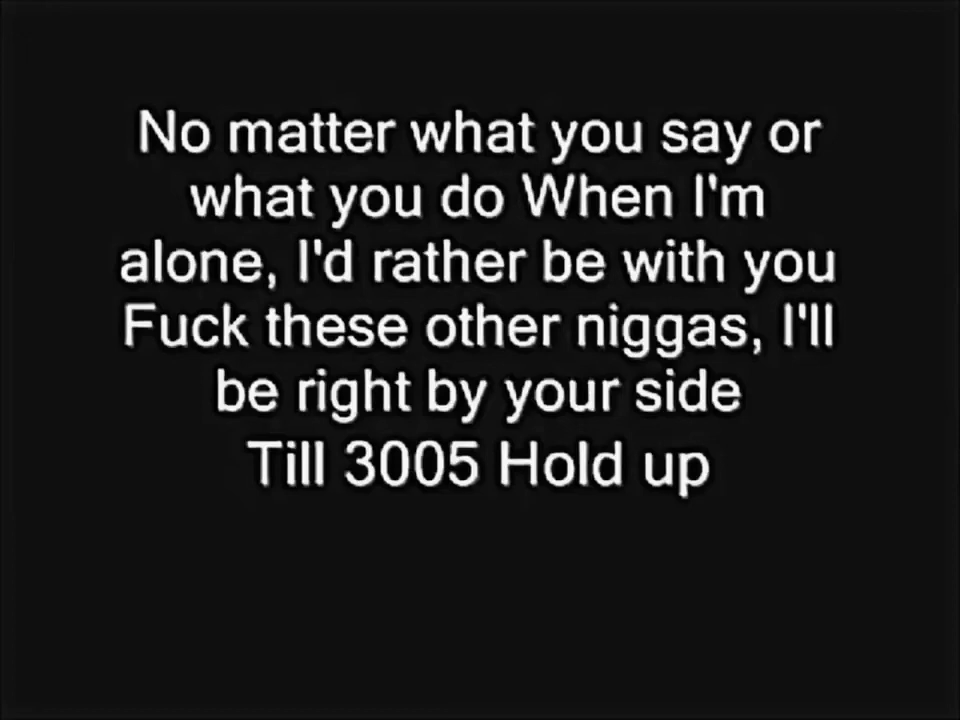 No matter what you say or
what you do When I'm
alone, I'd rather be with you
Fuck these other niggas, I'll
be right by your side
Till 3005 Hold up